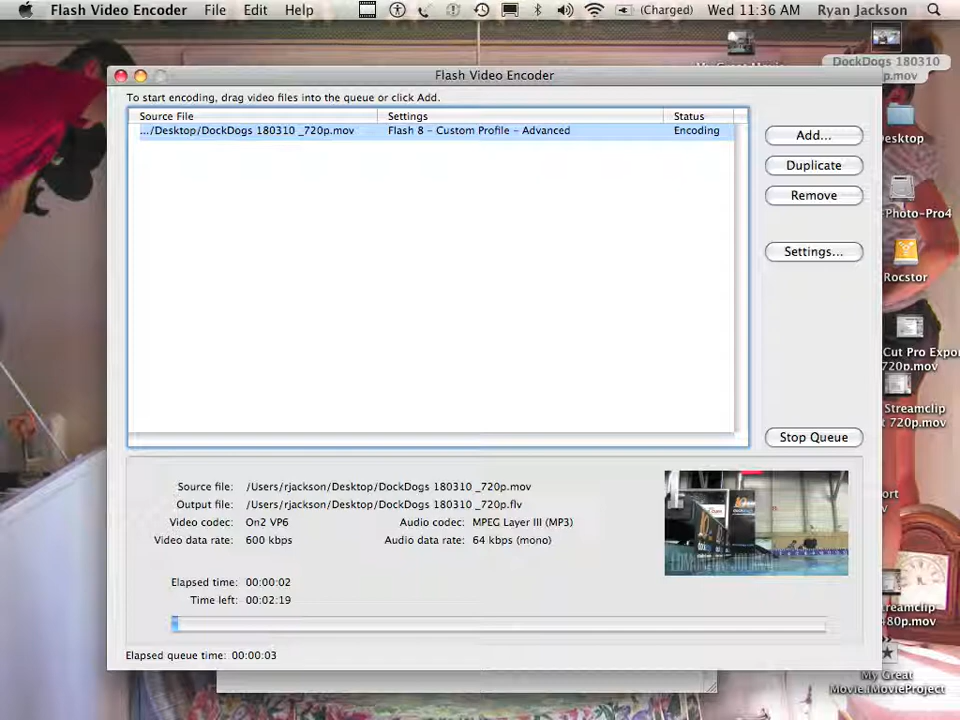 Flash Video Encoder File Edit Help (Charged) Wed 11:36 AM Ryan Jackson
DockDogs 180310
p.mov
Flash Video Encoder
To start encoding, drag video files into the queue or click Add.
Source File Settings Status
.../Desktop/DockDogs 180310 _720p.mov Flash 8 – Custom Profile – Advanced Encoding
Add...
Duplicate
Remove
Settings...
Stop Queue
esktop
-Photo-Pro4
Rocstor
Cut Pro Expo
720p.mov
Streamclip
t 720p.mov
ort
treamclip
480p.mov
My Great
Movie.iMovieProject
Source file: /Users/rjackson/Desktop/DockDogs 180310 _720p.mov
Output file: /Users/rjackson/Desktop/DockDogs 180310 _720p.flv
Video codec: On2 VP6 Audio codec: MPEG Layer III (MP3)
Video data rate: 600 kbps Audio data rate: 64 kbps (mono)
Elapsed time: 00:00:02
Time left: 00:02:19
Elapsed queue time: 00:00:03